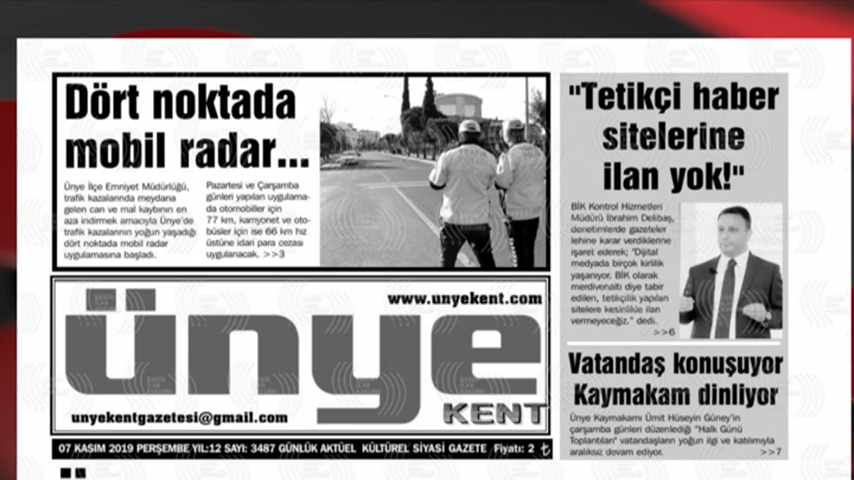 Dört noktada
mobil radar...
Ünye İlçe Emniyet Müdürlüğü,
trafik kazalarında meydana
gelen can ve mal kaybının en
aza indirmek amacıyla Ünye'de
trafik kazalarının yoğun yaşadığı
dört noktada mobil radar
uygulamasına başladı.
Pazartesi ve Çarşamba
günleri yapılan uygulama-
da otomobiller için
77 km, kamyonet ve oto-
büsler için ise 66 km hız
üstüne idari para cezası
uygulanacak. >>3
"Tetikçi haber
sitelerine
ilan yok!"
BİK Kontrol Hizmetleri
Müdürü İbrahim Delibaş,
denetimlerde gazeteler
lehine karar verdiklerine
işaret ederek; "Dijital
medyada birçok kirlilik
yaşanıyor. BİK olarak
merdivenaltı diye tabir
edilen, tetikçilik yapılan
sitelere kesinlikle ilan
vermeyeceğiz." dedi.
>>6
www.unyekent.com
ünye
KENT
unyekentgazetesi@gmail.com
07 KASIM 2019 PERŞEMBE YIL:12 SAYI: 3487 GÜNLÜK AKTÜEL KÜLTÜREL SİYASİ GAZETE Fiyatı: 2 ₺
Vatandaş konuşuyor
Kaymakam dinliyor
Ünye Kaymakamı Ümit Hüseyin Güney'in
çarşamba günleri düzenlediği "Halk Günü
Toplantıları" vatandaşların yoğun ilgi ve katılımıyla
aralıksız devam ediyor. >>7